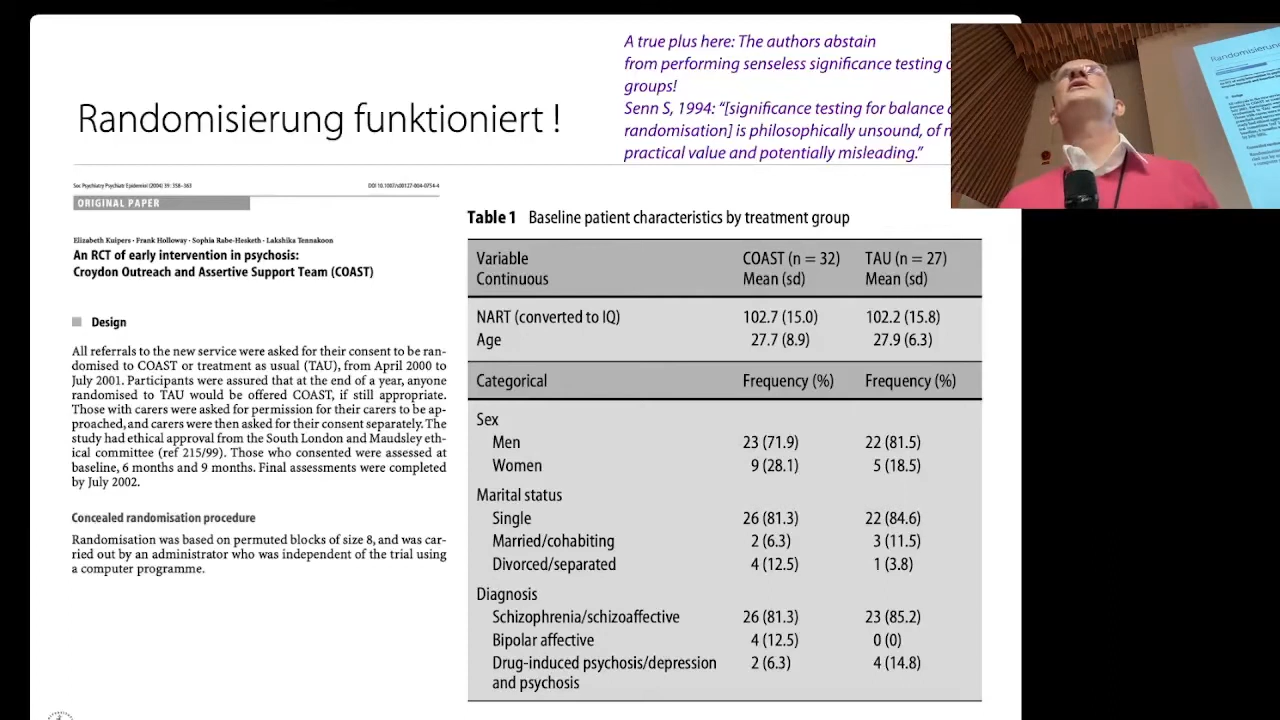 A true plus here: The authors abstain
from performing senseless significance testing
groups!
Senn S, 1994: “[significance testing for balance
randomisation] is philosophically unsound, of
practical value and potentially misleading.”
Randomisierung funktioniert !
Soc Psychiatry Psychiatr Epidemiol (2004) 39: 358–363
DOI 10.1007/s00127-004-0754-4
ORIGINAL PAPER
Elizabeth Kuipers · Frank Holloway · Sophia Rabe-Hesketh · Lakshika Tennakoon
An RCT of early intervention in psychosis:
Croydon Outreach and Assertive Support Team (COAST)
Design
All referrals to the new service were asked for their consent to be ran-
domised to COAST or treatment as usual (TAU), from April 2000 to
July 2001. Participants were assured that at the end of a year, anyone
randomised to TAU would be offered COAST, if still appropriate.
Those with carers were asked for permission for their carers to be ap-
proached, and carers were then asked for their consent separately. The
study had ethical approval from the South London and Maudsley eth-
ical committee (ref 215/99). Those who consented were assessed at
baseline, 6 months and 9 months. Final assessments were completed
by July 2002.
Concealed randomisation procedure
Randomisation was based on permuted blocks of size 8, and was car-
ried out by an administrator who was independent of the trial using
a computer programme.
Table 1 Baseline patient characteristics by treatment group
Variable COAST (n = 32) TAU (n = 27)
Continuous Mean (sd) Mean (sd)
NART (converted to IQ) 102.7 (15.0) 102.2 (15.8)
Age 27.7 (8.9) 27.9 (6.3)
Categorical Frequency (%) Frequency (%)
Sex
Men 23 (71.9) 22 (81.5)
Women 9 (28.1) 5 (18.5)
Marital status
Single 26 (81.3) 22 (84.6)
Married/cohabiting 2 (6.3) 3 (11.5)
Divorced/separated 4 (12.5) 1 (3.8)
Diagnosis
Schizophrenia/schizoaffective 26 (81.3) 23 (85.2)
Bipolar affective 4 (12.5) 0 (0)
Drug-induced psychosis/depression 2 (6.3) 4 (14.8)
and psychosis